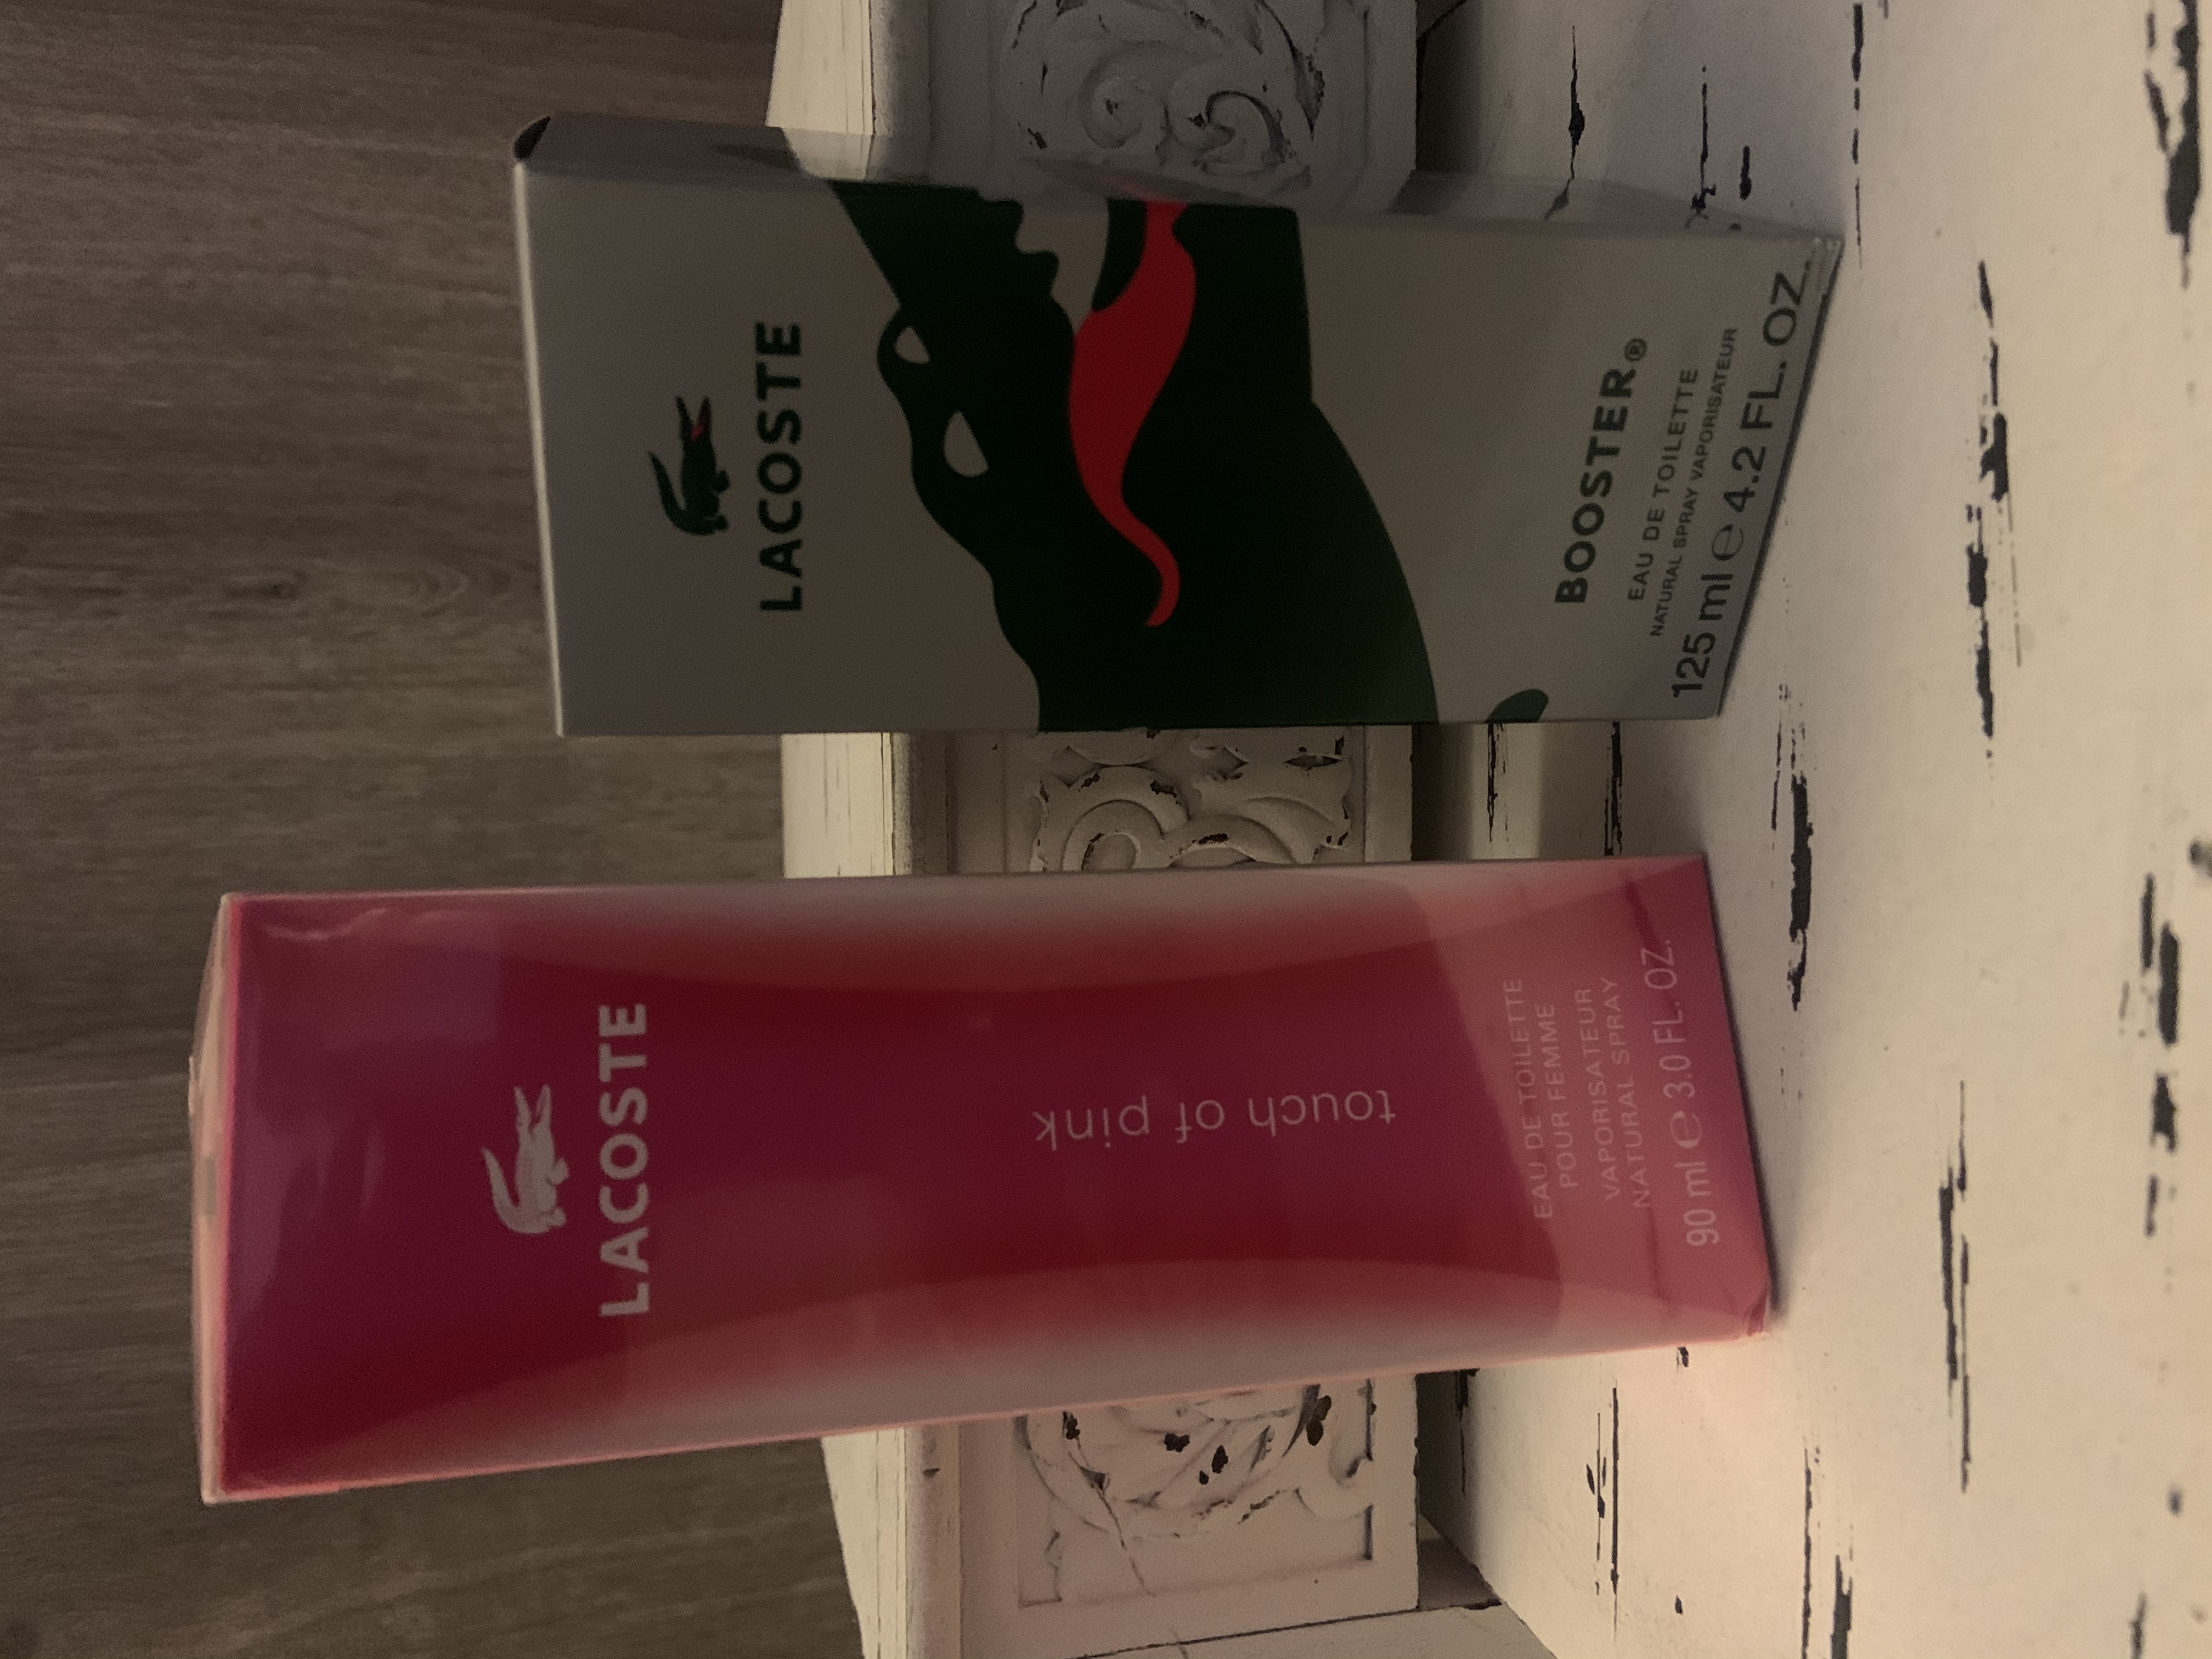 LACOSTE
touch of pink
EAU DE TOILETTE
POUR FEMME
VAPORISATEUR
NATURAL SPRAY
90 ml ℮ 3.0 FL. OZ.
LACOSTE
BOOSTER®
EAU DE TOILETTE
NATURAL SPRAY VAPORISATEUR
125 ml ℮ 4.2 FL. OZ.